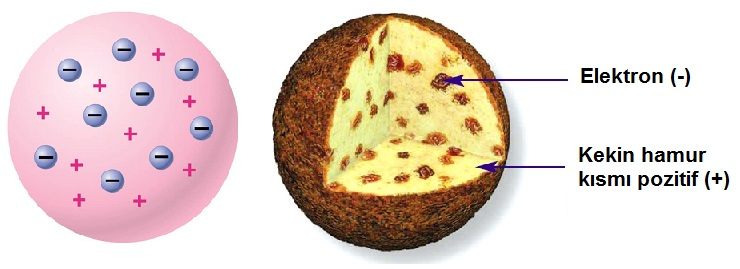 Elektron (-)
Kekin hamur
kısmı pozitif (+)